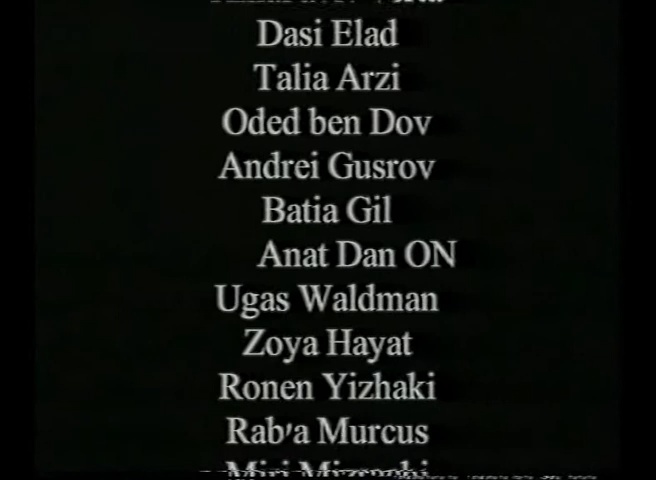 Dasi Elad
Talia Arzi
Oded ben Dov
Andrei Gusrov
Batia Gil
Anat Dan ON
Ugas Waldman
Zoya Hayat
Ronen Yizhaki
Rab'a Murcus
Miri